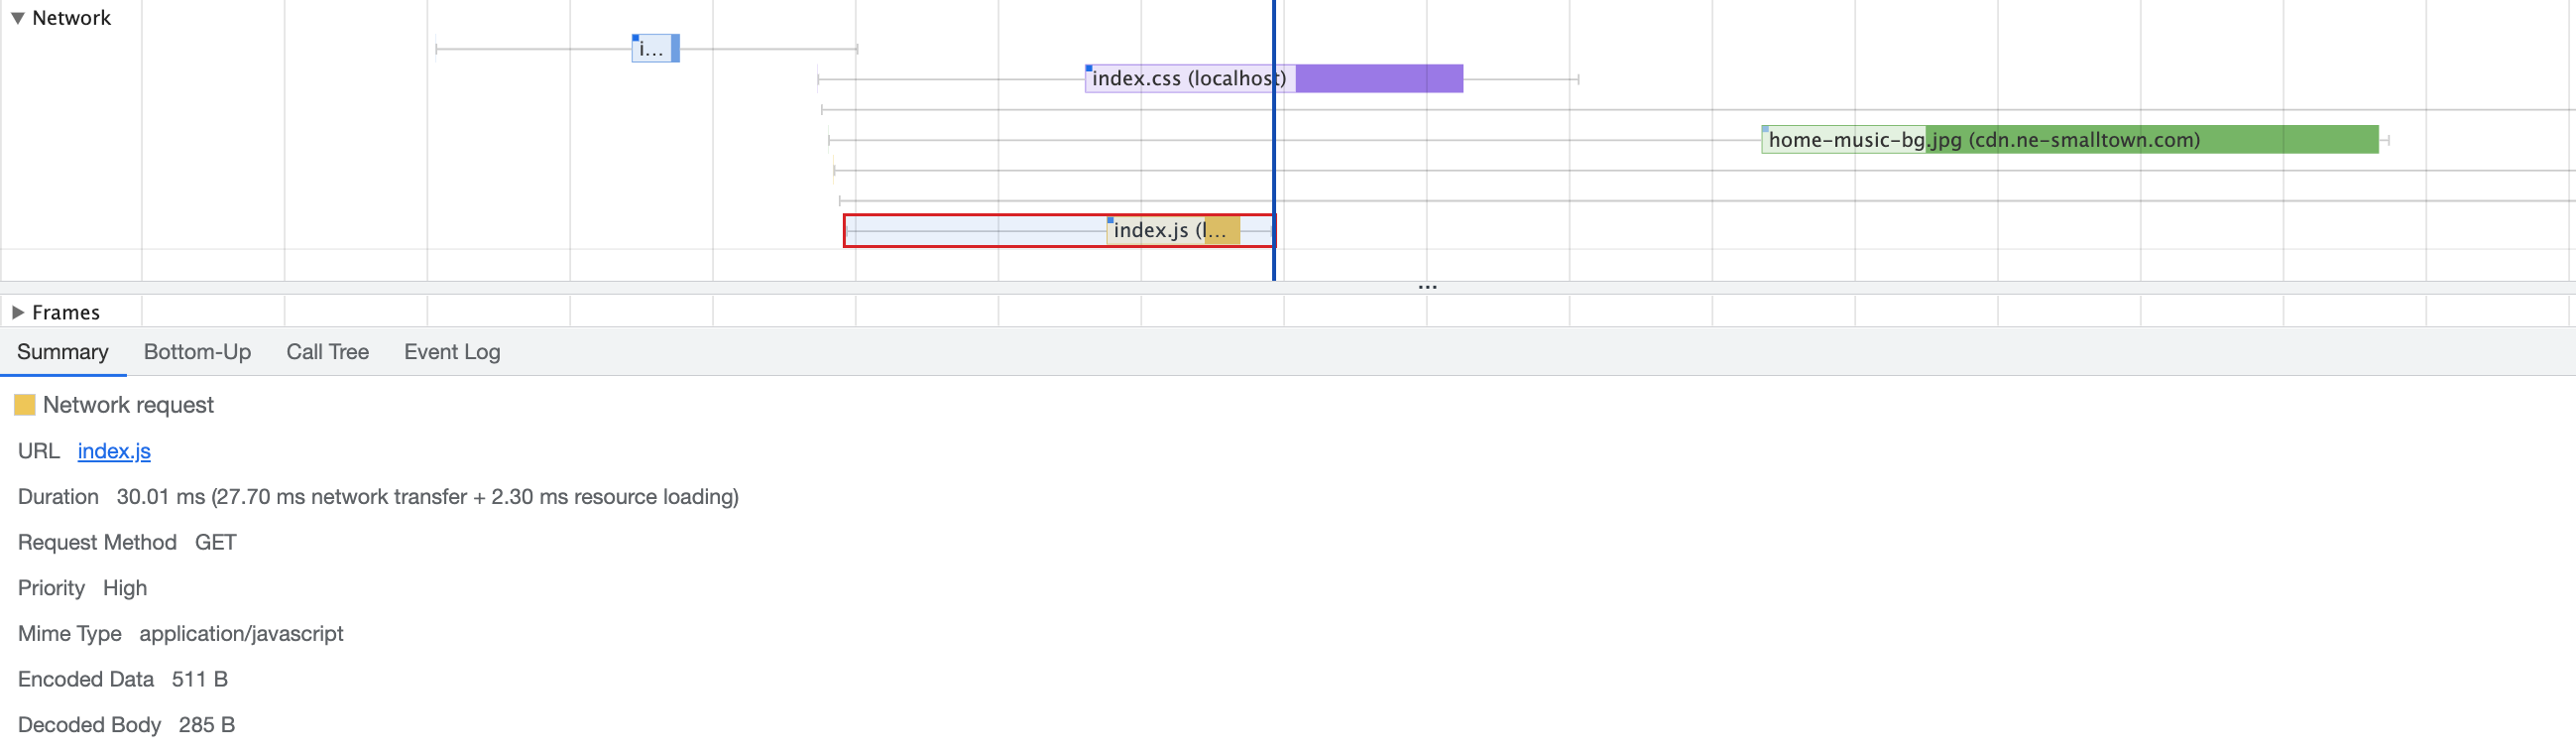 Network
i...
index.css (localhost)
home-music-bg.jpg (cdn.ne-smalltown.com)
index.js (l...
...
Frames
Summary Bottom-Up Call Tree Event Log
Network request
URL index.js
Duration 30.01 ms (27.70 ms network transfer + 2.30 ms resource loading)
Request Method GET
Priority High
Mime Type application/javascript
Encoded Data 511 B
Decoded Body 285 B